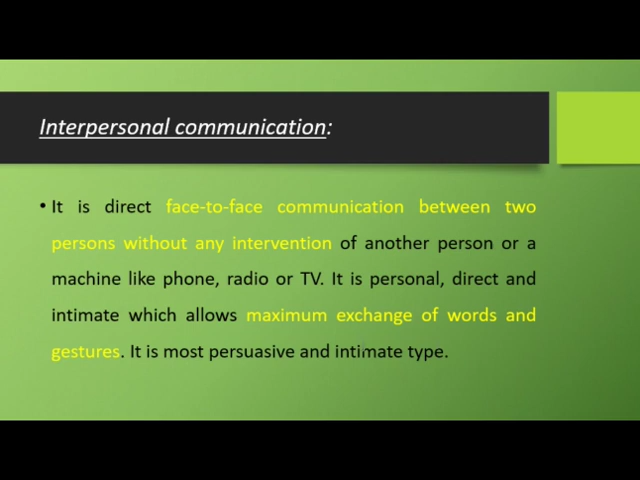 Interpersonal communication:
• It is direct face-to-face communication between two
persons without any intervention of another person or a
machine like phone, radio or TV. It is personal, direct and
intimate which allows maximum exchange of words and
gestures. It is most persuasive and intimate type.